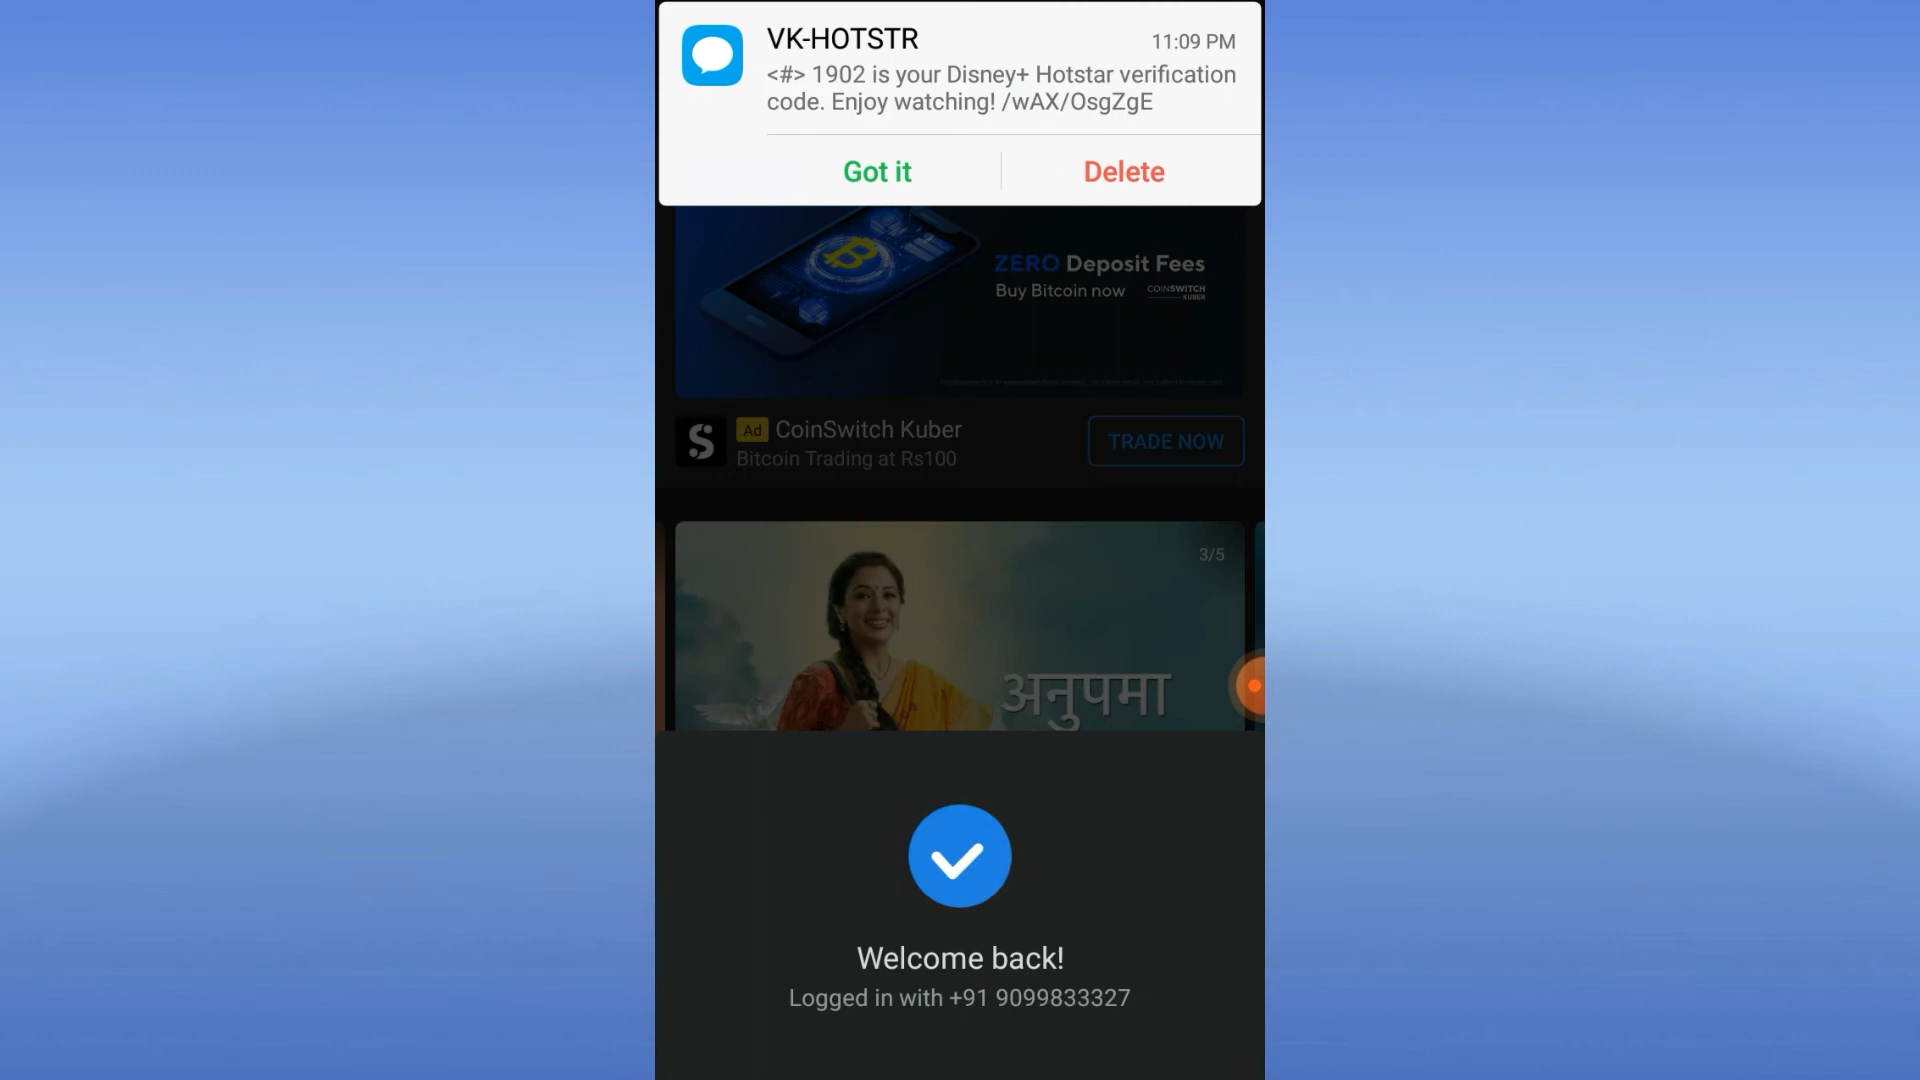 VK-HOTSTR
11:09 PM
<#> 1902 is your Disney+ Hotstar verification
code. Enjoy watching! /wAX/OsgZgE
Got it
Delete
ZERO Deposit Fees
Buy Bitcoin now
COINSWITCH
KUBER
Ad CoinSwitch Kuber
Bitcoin Trading at Rs100
TRADE NOW
3/5
अनुपमा
Welcome back!
Logged in with +91 9099833327